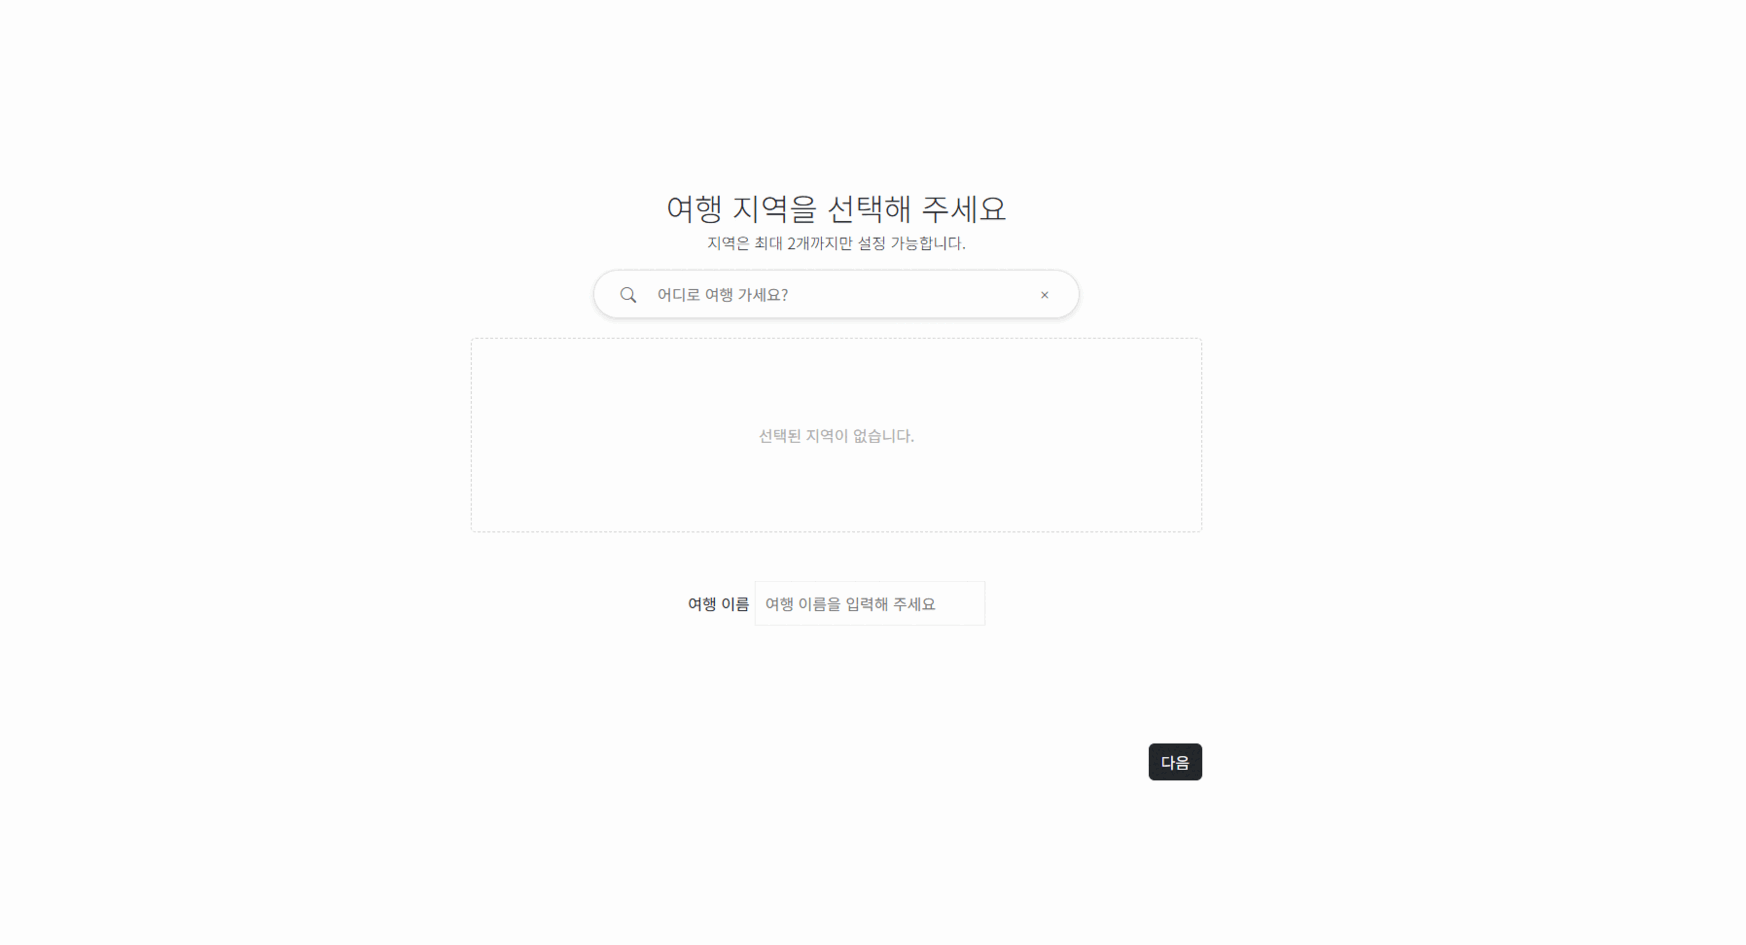 여행 지역을 선택해 주세요
지역은 최대 2개까지만 설정 가능합니다.
어디로 여행 가세요? ×
선택된 지역이 없습니다.
여행 이름 여행 이름을 입력해 주세요
다음